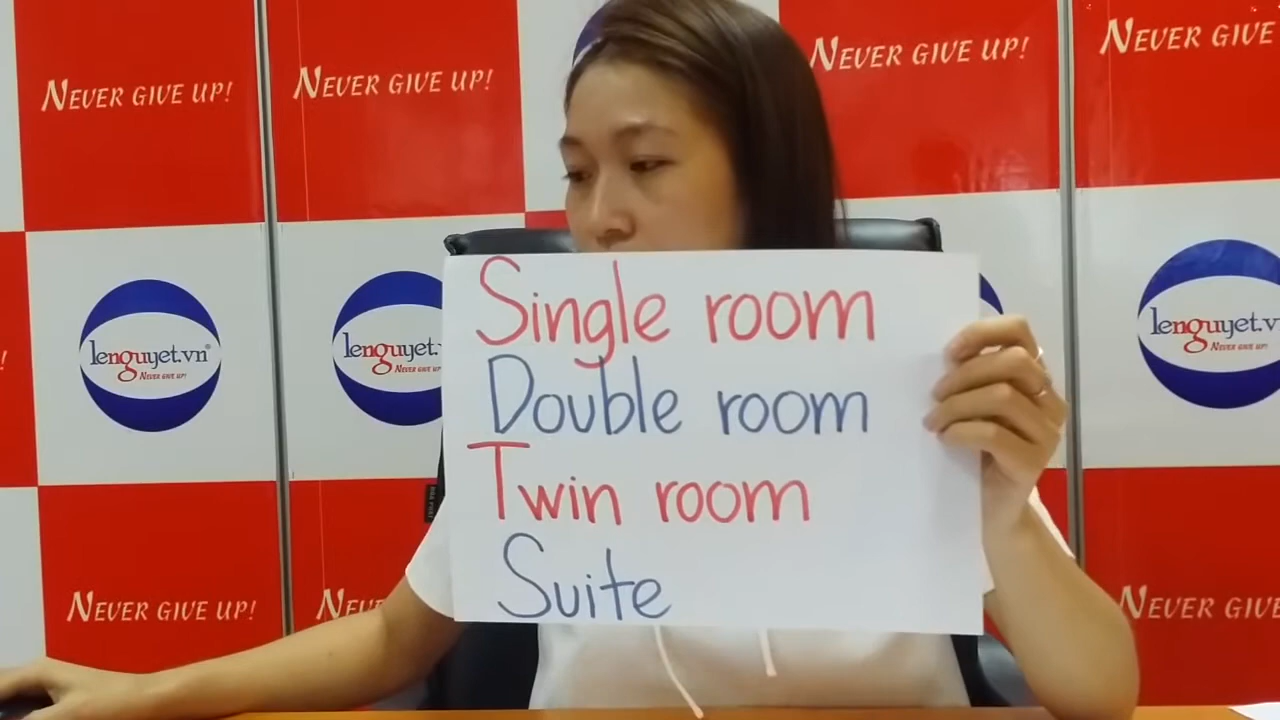 NEVER GIVE UP!
NEVER GIVE UP!
NEVER GIVE UP!
NEVER GIVE
lenguyet.vn®
NEVER GIVE UP!
lenguyet.v
NEVER GIVE UP
lenguyet.v
NEVER GIVE UP
Single room
Double room
Twin room
Suite
NEVER GIVE UP!
NEVER GIVE